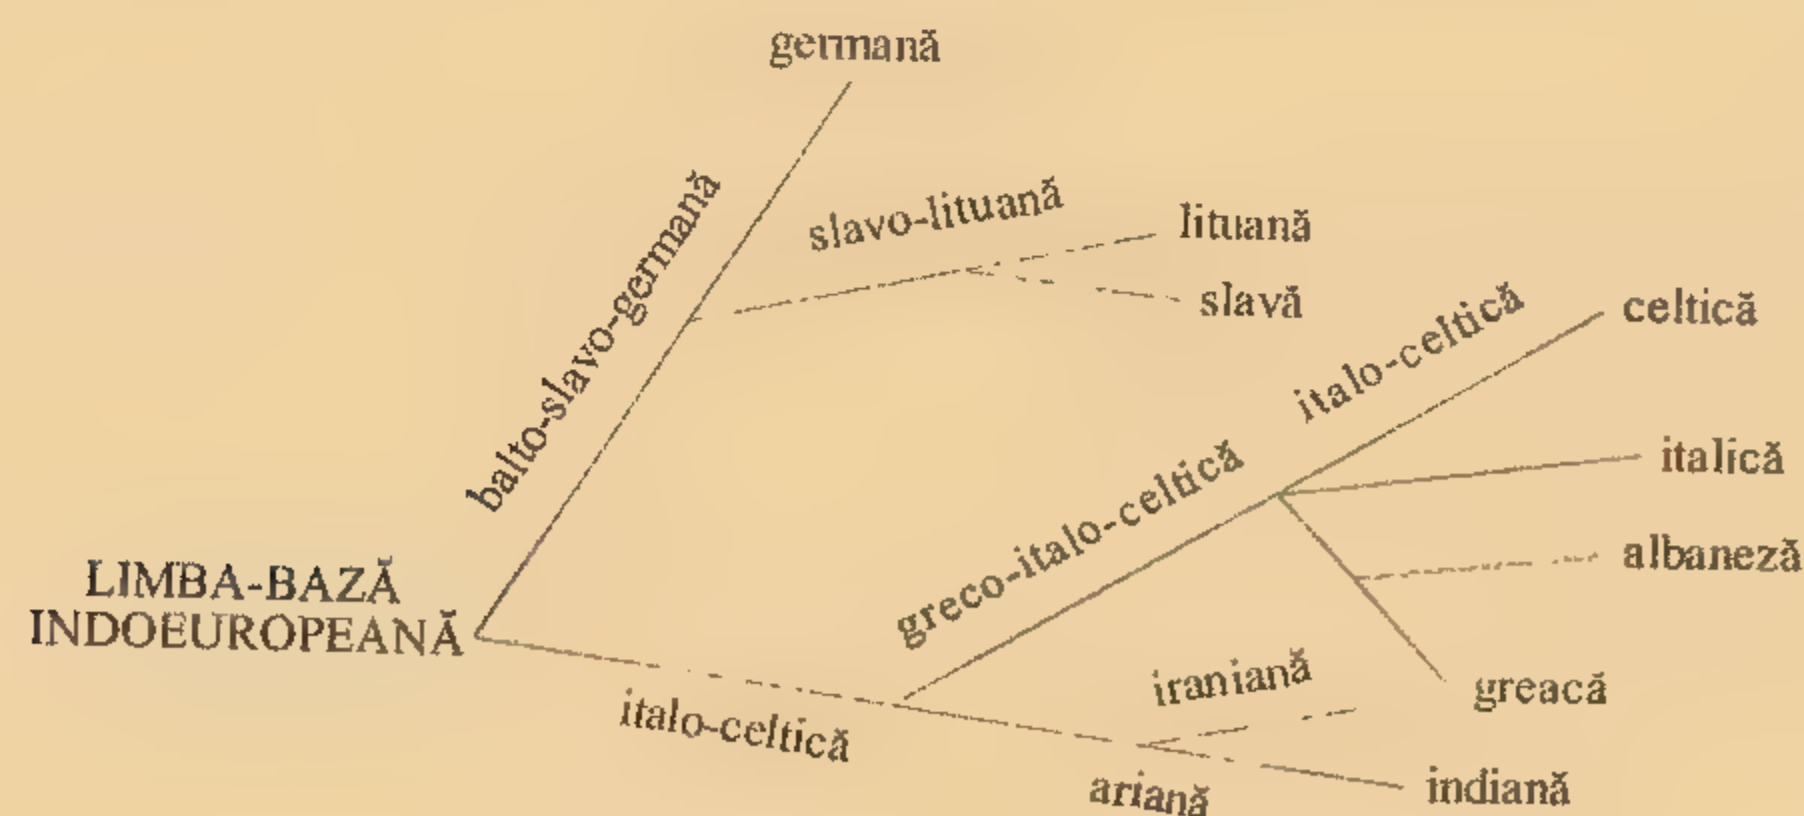 germană
balto-slavo-germană
slavo-lituană
lituană
slavă
italo-celtică
celtică
greco-italo-celtică
italică
albaneză
LIMBA-BAZĂ
INDOEUROPEANĂ
iraniană
greacă
italo-celtică
ariană
indiană